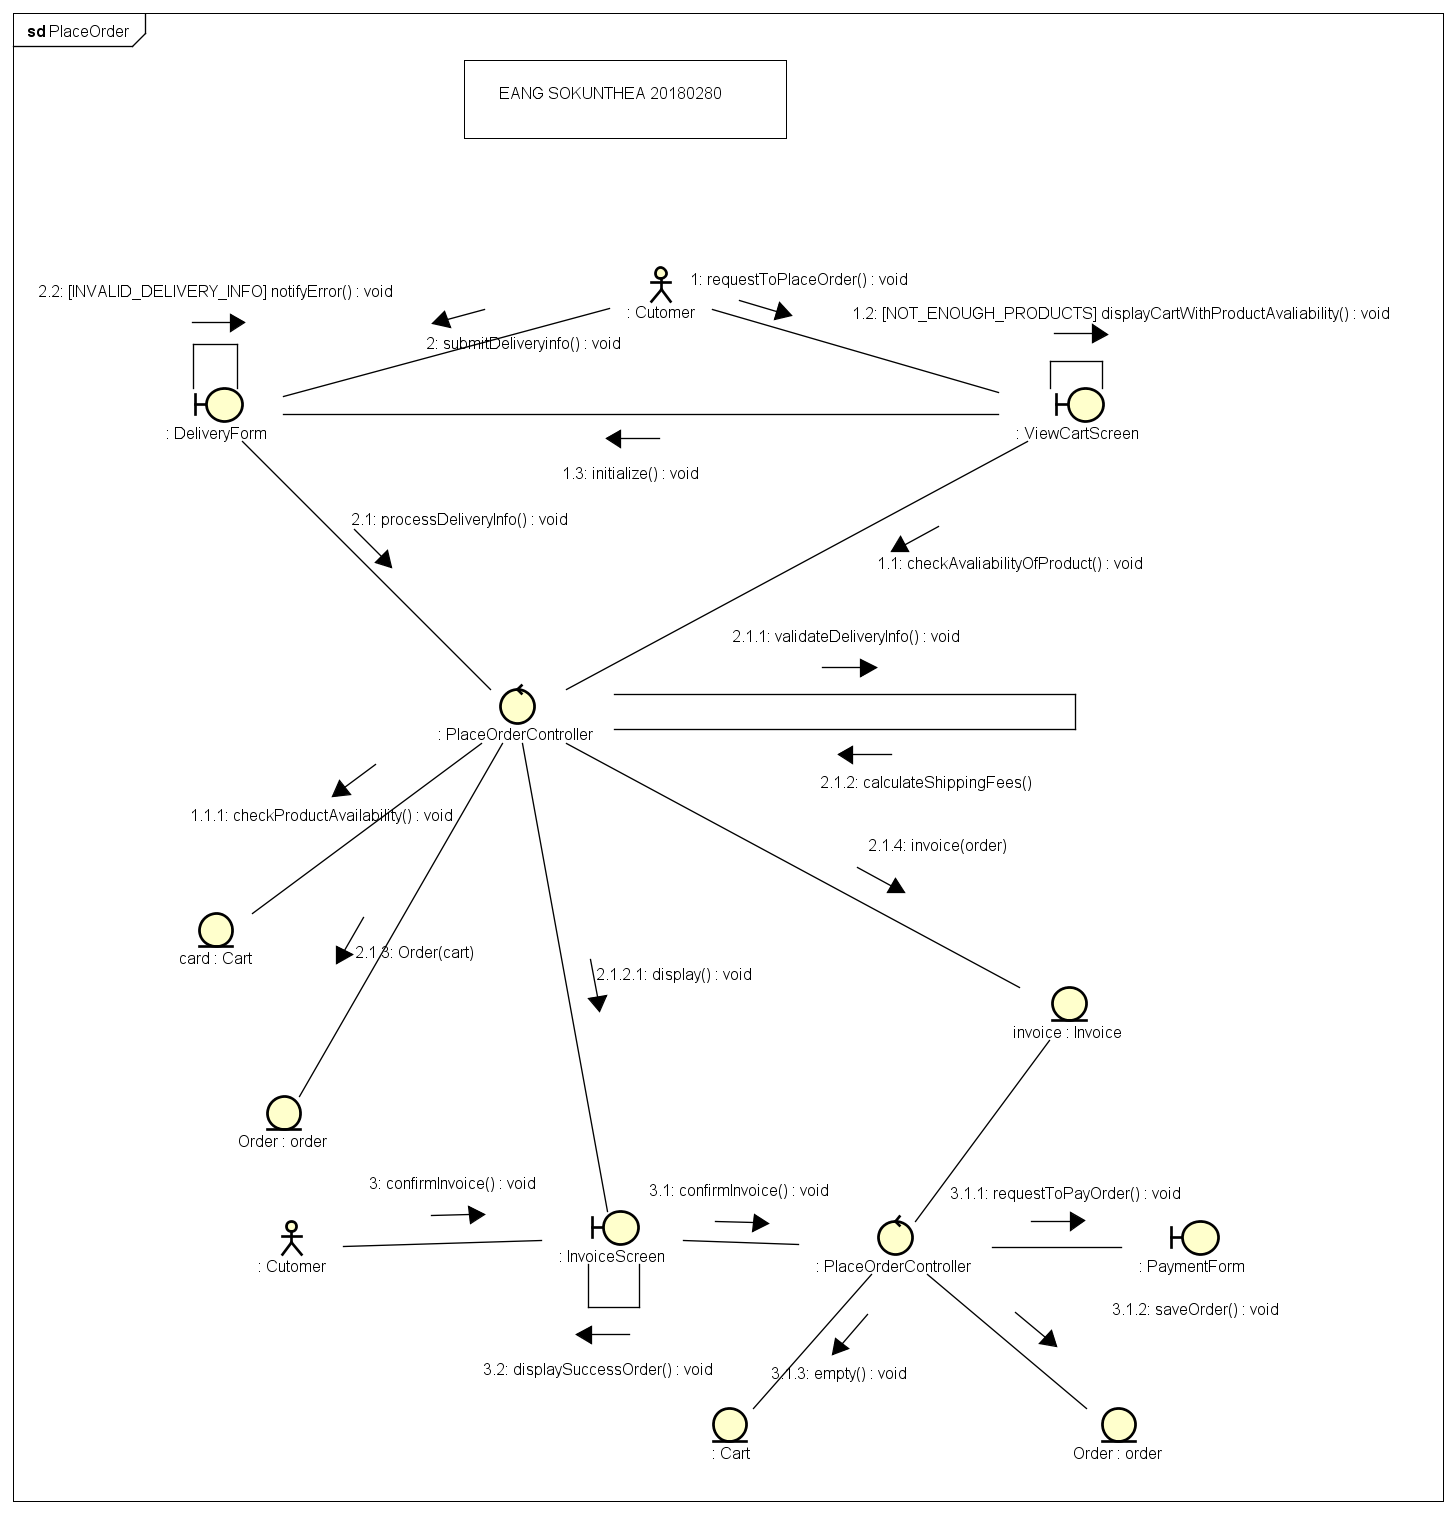 sd PlaceOrder
EANG SOKUNTHEA 20180280
1: requestToPlaceOrder() : void
2.2: [INVALID_DELIVERY_INFO] notifyError() : void
: Cutomer
1.2: [NOT_ENOUGH_PRODUCTS] displayCartWithProductAvaliability() : void
2: submitDeliveryinfo() : void
: DeliveryForm
: ViewCartScreen
1.3: initialize() : void
2.1: processDeliveryInfo() : void
1.1: checkAvaliabilityOfProduct() : void
2.1.1: validateDeliveryInfo() : void
: PlaceOrderController
2.1.2: calculateShippingFees()
1.1.1: checkProductAvailability() : void
2.1.4: invoice(order)
2.1.3: Order(cart)
card : Cart
2.1.2.1: display() : void
invoice : Invoice
Order : order
3: confirmInvoice() : void
3.1: confirmInvoice() : void
3.1.1: requestToPayOrder() : void
: Cutomer
: InvoiceScreen
: PlaceOrderController
: PaymentForm
3.1.2: saveOrder() : void
3.2: displaySuccessOrder() : void
3.1.3: empty() : void
: Cart
Order : order